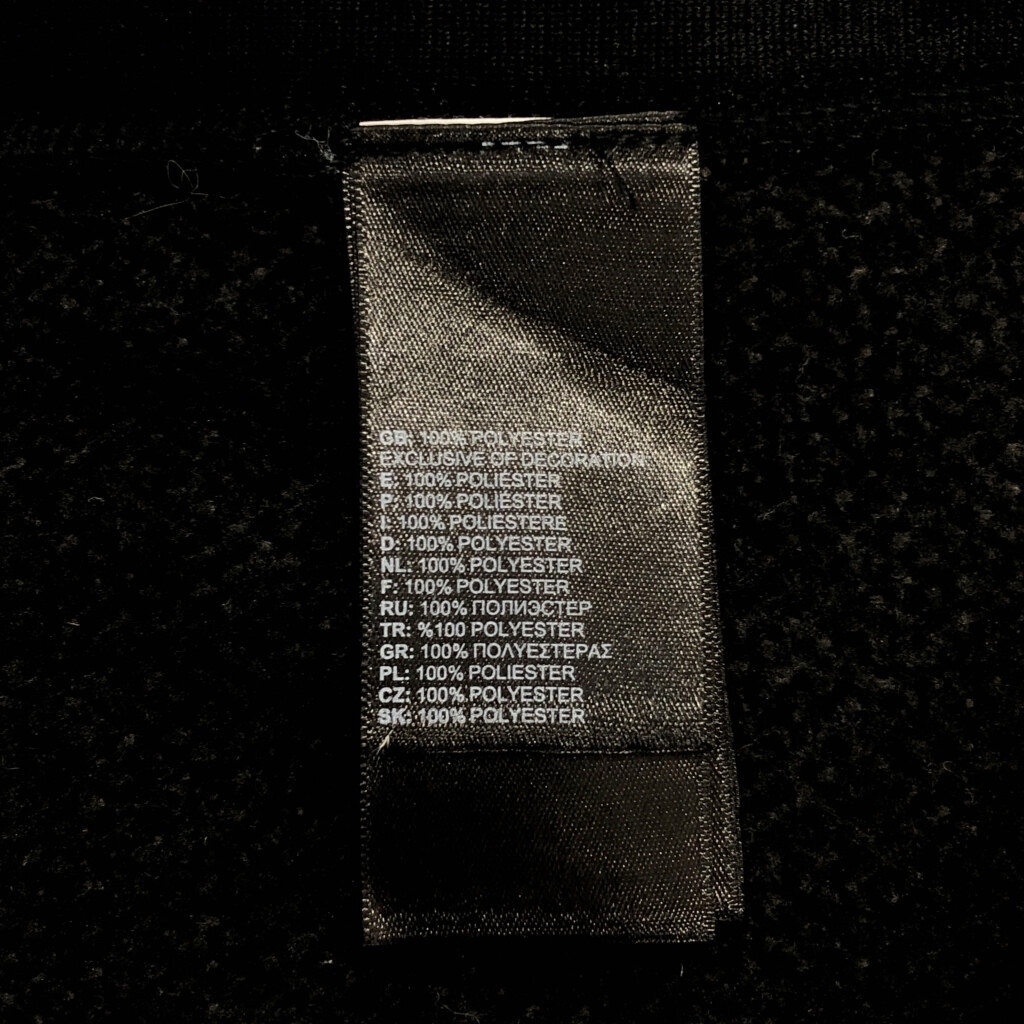 GB: 100% POLYESTER
EXCLUSIVE OF DECORATION
E: 100% POLIESTER
P: 100% POLIESTER
I: 100% POLIESTERE
D: 100% POLYESTER
NL: 100% POLYESTER
F: 100% POLYESTER
RU: 100% ПОЛИЭСТЕР
TR: %100 POLYESTER
GR: 100% ΠΟΛΥΕΣΤΕΡΑΣ
PL: 100% POLIESTER
CZ: 100% POLYESTER
SK: 100% POLYESTER